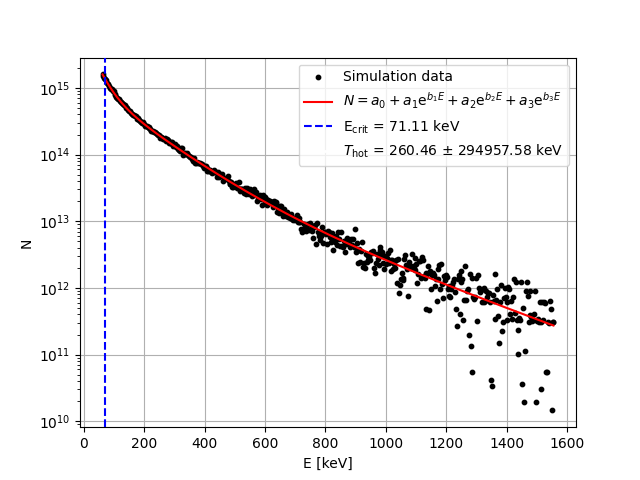 Simulation data
N = a₀ + a₁e^{b₁E} + a₂e^{b₂E} + a₃e^{b₃E}
E_crit = 71.11 keV
T_hot = 260.46 ± 294957.58 keV
N
10¹⁵
10¹⁴
10¹³
10¹²
10¹¹
10¹⁰
0 200 400 600 800 1000 1200 1400 1600
E [keV]